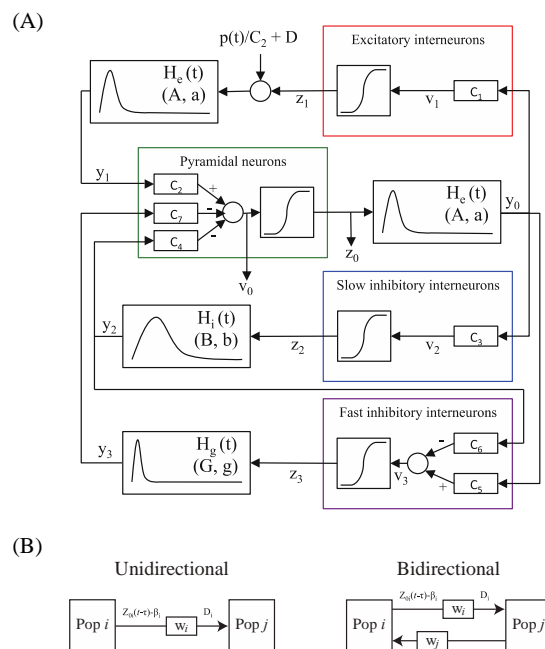 (A)
p(t)/C₂ + D
Excitatory interneurons
Hₑ(t)
(A, a)
z₁
v₁
C₁
y₁
Pyramidal neurons
C₂
+
C₇
-
C₄
-
Hₑ(t)
(A, a)
y₀
z₀
v₀
Slow inhibitory interneurons
y₂
Hᵢ(t)
(B, b)
z₂
v₂
C₃
Fast inhibitory interneurons
y₃
H_g(t)
(G, g)
z₃
v₃
-
C₆
+
C₅
(B)
Unidirectional
Bidirectional
Pop i
Z₀ᵢ(t-τ)-βᵢ
wᵢ
Dᵢ
Pop j
Pop i
Z₀ᵢ(t-τ)-βᵢ
wᵢ
Dᵢ
Pop j
wⱼ